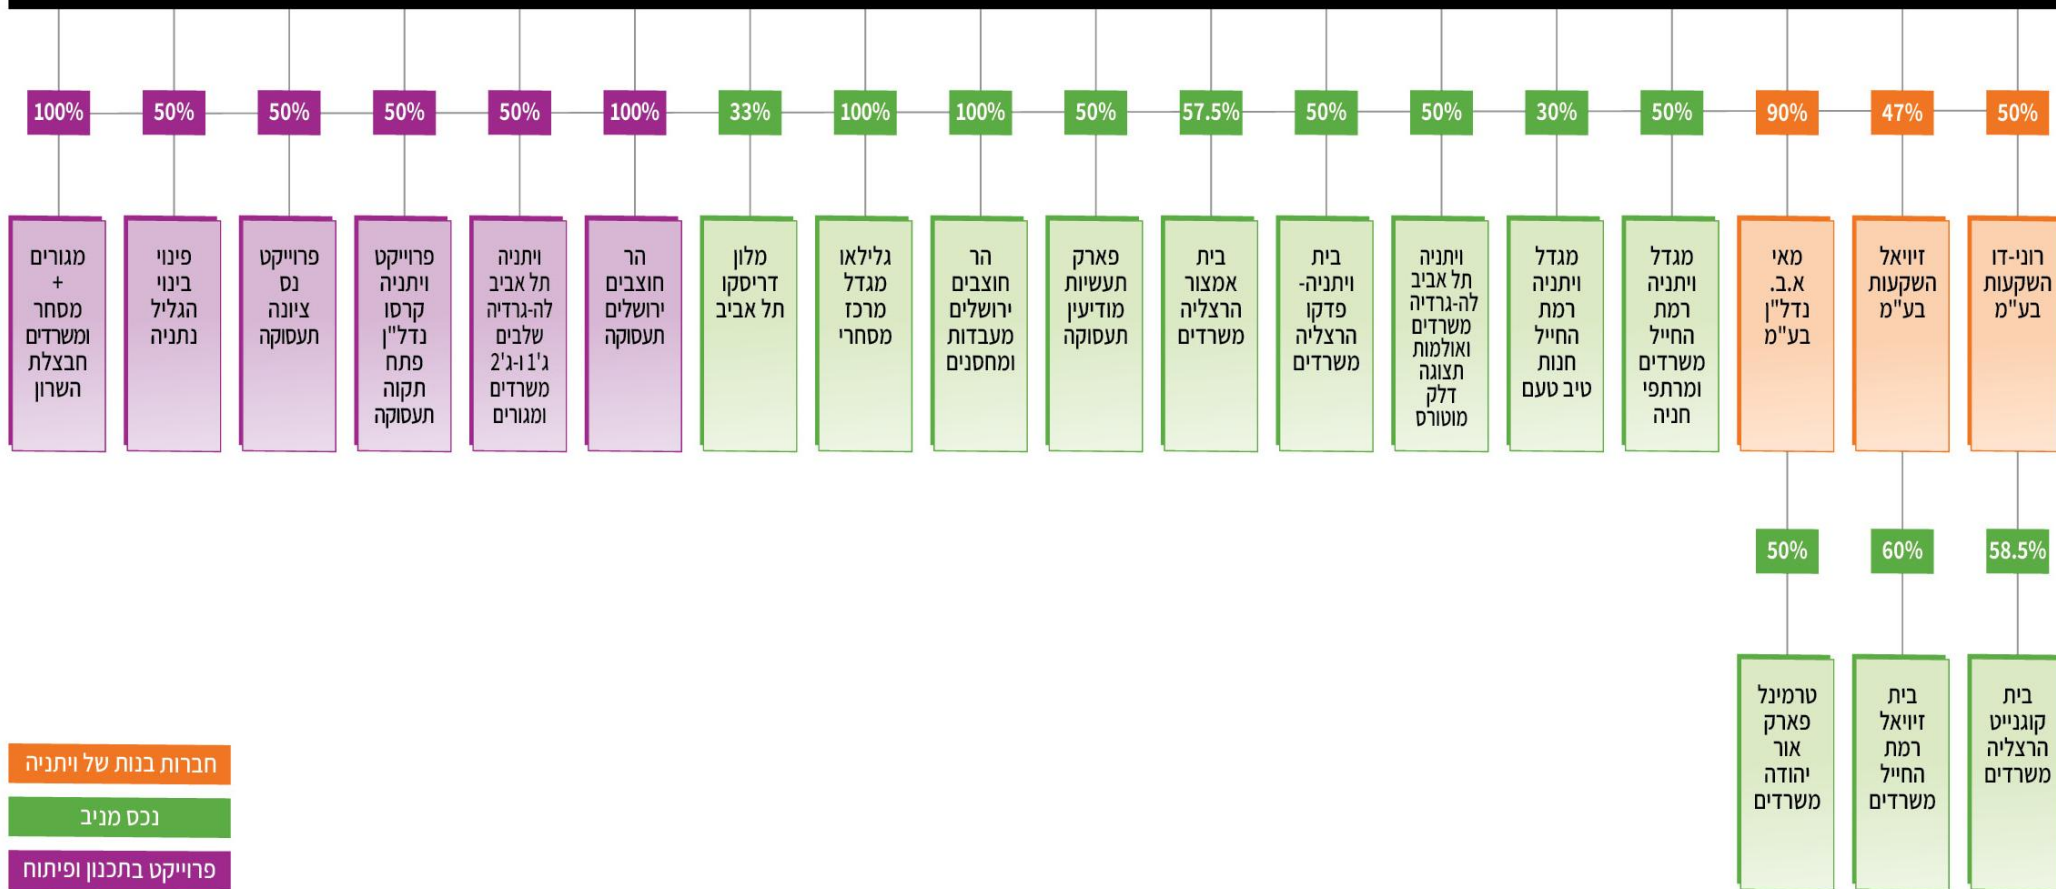 50%
47%
90%
50%
30%
50%
50%
57.5%
50%
100%
100%
33%
100%
50%
50%
50%
50%
100%
רוני-דו
השקעות
בע"מ
זיויאל
השקעות
בע"מ
מאי
א.ב.
נדל"ן
בע"מ
מגדל
ויתניה
רמת
החייל
משרדים
ומרתפי
חניה
מגדל
ויתניה
רמת
החייל
חנות
טיב טעם
ויתניה
תל אביב
לה-גרדיה
משרדים
ואולמות
תצוגה
דלק
מוטורס
בית
ויתניה-
פדקו
הרצליה
משרדים
בית
אמצור
הרצליה
משרדים
פארק
תעשיות
מודיעין
תעסוקה
הר
חוצבים
ירושלים
מעבדות
ומחסנים
גלילאו
מגדל
מרכז
מסחרי
מלון
דריסקו
תל אביב
הר
חוצבים
ירושלים
תעסוקה
ויתניה
תל אביב
לה-גרדיה
שלבים
ג'1 ו-ג'2
משרדים
ומגורים
פרוייקט
ויתניה
קרסו
נדל"ן
פתח
תקוה
תעסוקה
פרוייקט
נס
ציונה
תעסוקה
פינוי
בינוי
הגליל
נתניה
מגורים
+
מסחר
ומשרדים
חבצלת
השרון
58.5%
60%
50%
בית
קוגנייט
הרצליה
משרדים
בית
זיויאל
רמת
החייל
משרדים
טרמינל
פארק
אור
יהודה
משרדים
חברות בנות של ויתניה
נכס מניב
פרוייקט בתכנון ופיתוח